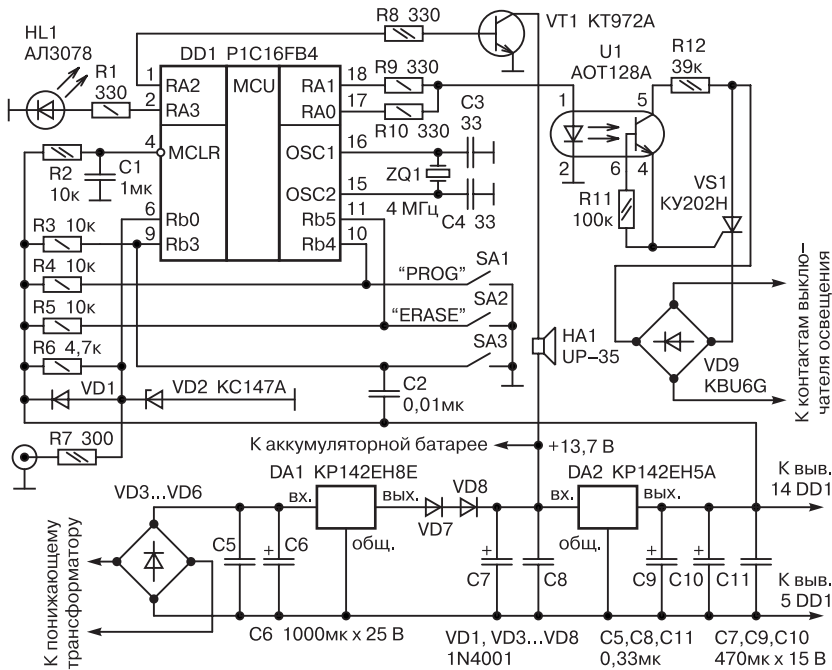 R8 330
VT1 КТ972А
HL1
АЛ3078
DD1 P1C16FB4
U1
АОТ128А
R12
39к
R1
330
1
RA2
MCU
RA1
18
R9 330
2
RA3
RA0
17
R10 330
C3
33
1
5
4
MCLR
OSC1
16
ZQ1
2
6
4
R2
10к
C1
1мк
OSC2
15
4 МГц
C4 33
R11
100к
VS1
КУ202Н
6
Rb0
Rb5
11
R3 10к
9
Rb3
Rb4
10
R4 10к
"PROG"
SA1
R5 10к
"ERASE"
SA2
R6 4,7к
SA3
HA1
UP–35
VD9
KBU6G
К контактам выклю–
чателя освещения
VD1
VD2 КС147А
C2
0,01мк
R7 300
К аккумуляторной батарее
+13,7 В
VD3...VD6
DA1 КР142ЕН8Е
VD8
DA2 КР142ЕН5А
К выв.
14 DD1
вх.
вых.
VD7
вх.
вых.
общ.
общ.
C5
+
C6
+
C7
C8
+
C9
+
C10
C11
К понижающему
трансформатору
К выв.
5 DD1
C6 1000мк х 25 В
VD1, VD3...VD8
1N4001
C5,C8,C11
0,33мк
C7,C9,C10
470мк х 15 В